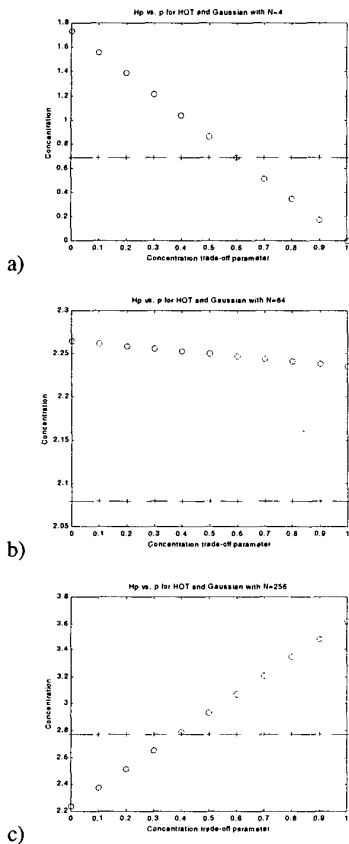 Hp vs. p for HOT and Gaussian with N=4
1.8
1.6
1.4
1.2
1
0.8
0.6
0.4
0.2
0
Concentration
0 0.1 0.2 0.3 0.4 0.5 0.6 0.7 0.8 0.9 1
Concentration trade-off parameter
a)
Hp vs. p for HOT and Gaussian with N=64
2.3
2.25
2.2
2.15
2.1
2.05
Concentration
0 0.1 0.2 0.3 0.4 0.5 0.6 0.7 0.8 0.9 1
Concentration trade-off parameter
b)
Hp vs. p for HOT and Gaussian with N=256
3.8
3.6
3.4
3.2
3
2.8
2.6
2.4
2.2
Concentration
0 0.1 0.2 0.3 0.4 0.5 0.6 0.7 0.8 0.9 1
Concentration trade-off parameter
c)